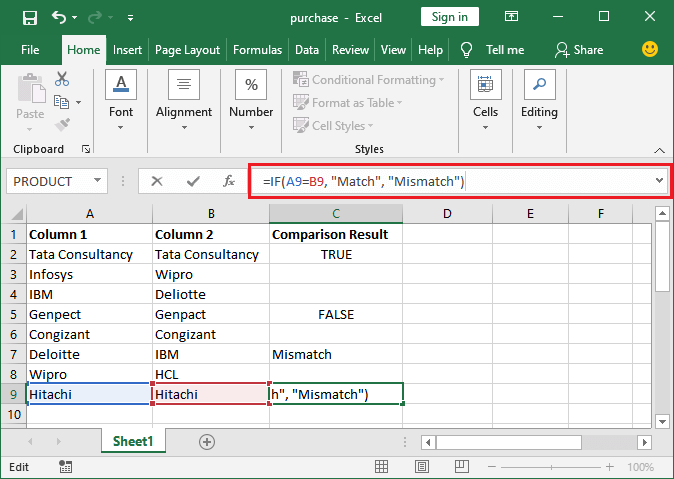 purchase - Excel
Sign in
File Home Insert Page Layout Formulas Data Review View Help Tell me Share
Paste
Clipboard
A
Font
Alignment
%
Number
Conditional Formatting
Format as Table
Cell Styles
Styles
Cells
Editing
PRODUCT fx =IF(A9=B9, "Match", "Mismatch")
A B C D E F
1 Column 1 Column 2 Comparison Result
2 Tata Consultancy Tata Consultancy TRUE
3 Infosys Wipro
4 IBM Deliotte
5 Genpect Genpact FALSE
6 Congizant Congizant
7 Deloitte IBM Mismatch
8 Wipro HCL
9 Hitachi Hitachi h", "Mismatch")
10
Sheet1
Edit 100%